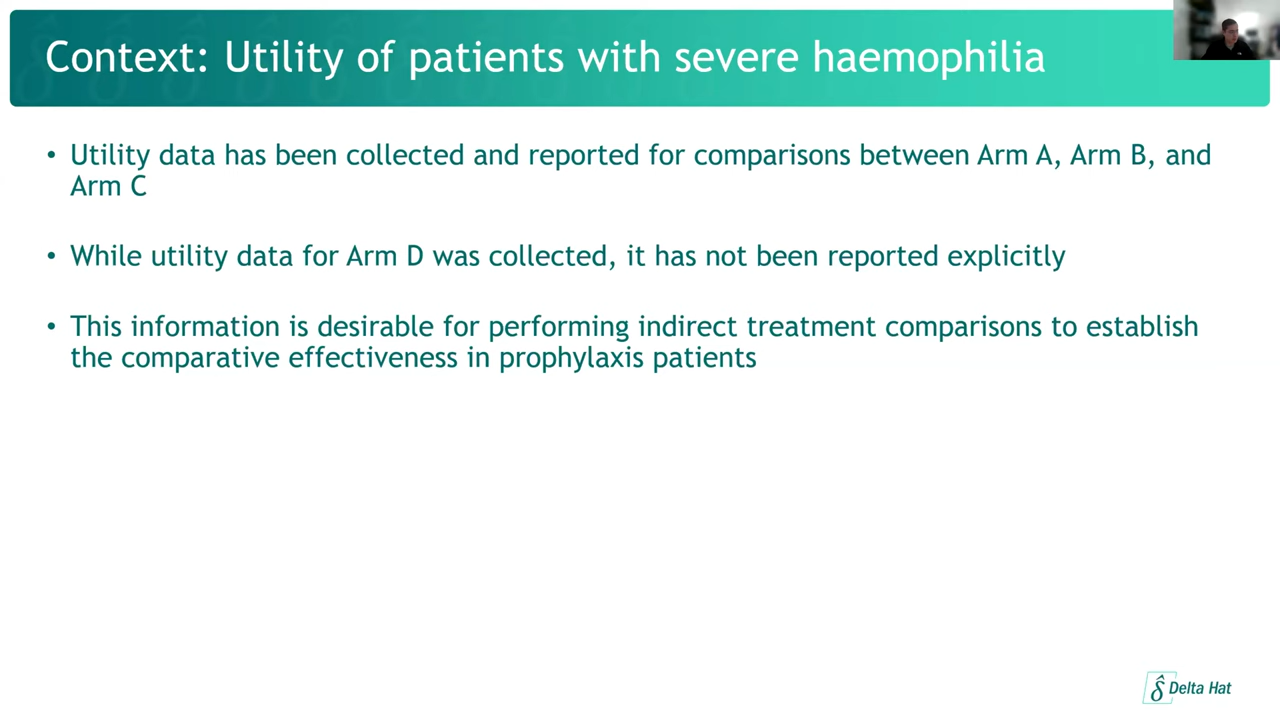 Context: Utility of patients with severe haemophilia
• Utility data has been collected and reported for comparisons between Arm A, Arm B, and
Arm C
• While utility data for Arm D was collected, it has not been reported explicitly
• This information is desirable for performing indirect treatment comparisons to establish
the comparative effectiveness in prophylaxis patients
δ̂ Delta Hat